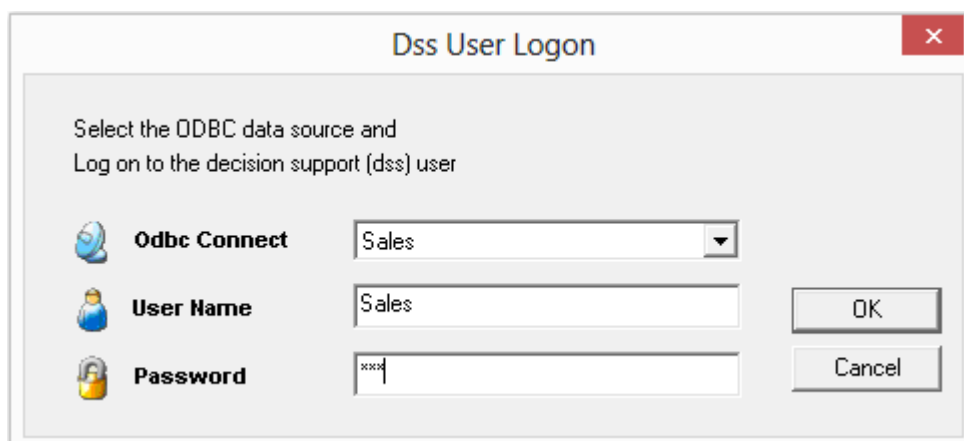 Dss User Logon
Select the ODBC data source and
Log on to the decision support (dss) user
Odbc Connect
Sales
User Name
Sales
OK
Password
***
Cancel